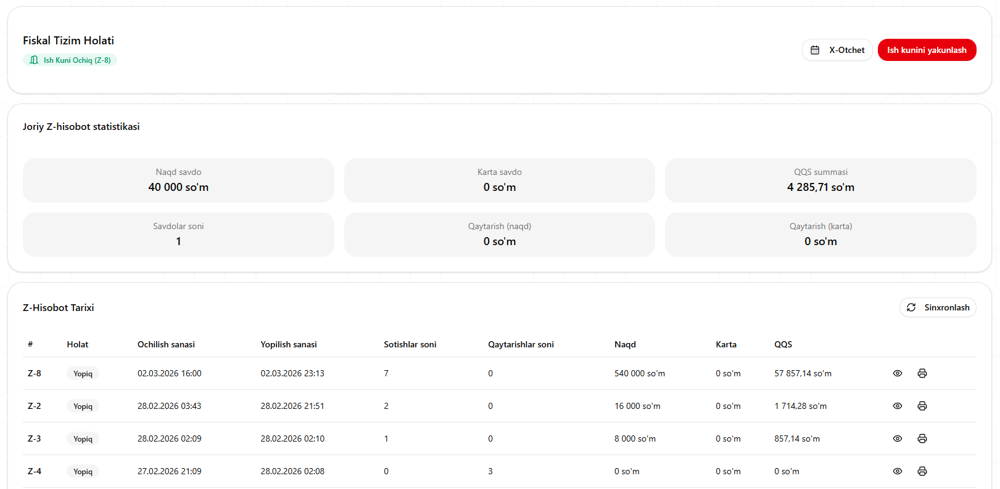 Fiskal Tizim Holati
Ish Kuni Ochiq (Z-8)
X-Otchet
Ish kunini yakunlash
Joriy Z-hisobot statistikasi
Naqd savdo
40 000 so'm
Karta savdo
0 so'm
QQS summasi
4 285,71 so'm
Savdolar soni
1
Qaytarish (naqd)
0 so'm
Qaytarish (karta)
0 so'm
Z-Hisobot Tarixi
Sinxronlash
# Holat Ochilish sanasi Yopilish sanasi Sotishlar soni Qaytarishlar soni Naqd Karta QQS
Z-8 Yopiq 02.03.2026 16:00 02.03.2026 23:13 7 0 540 000 so'm 0 so'm 57 857,14 so'm
Z-2 Yopiq 28.02.2026 03:43 28.02.2026 21:51 2 0 16 000 so'm 0 so'm 1 714,28 so'm
Z-3 Yopiq 28.02.2026 02:09 28.02.2026 02:10 1 0 8 000 so'm 0 so'm 857,14 so'm
Z-4 Yopiq 27.02.2026 21:09 28.02.2026 02:08 0 3 0 so'm 0 so'm 0 so'm